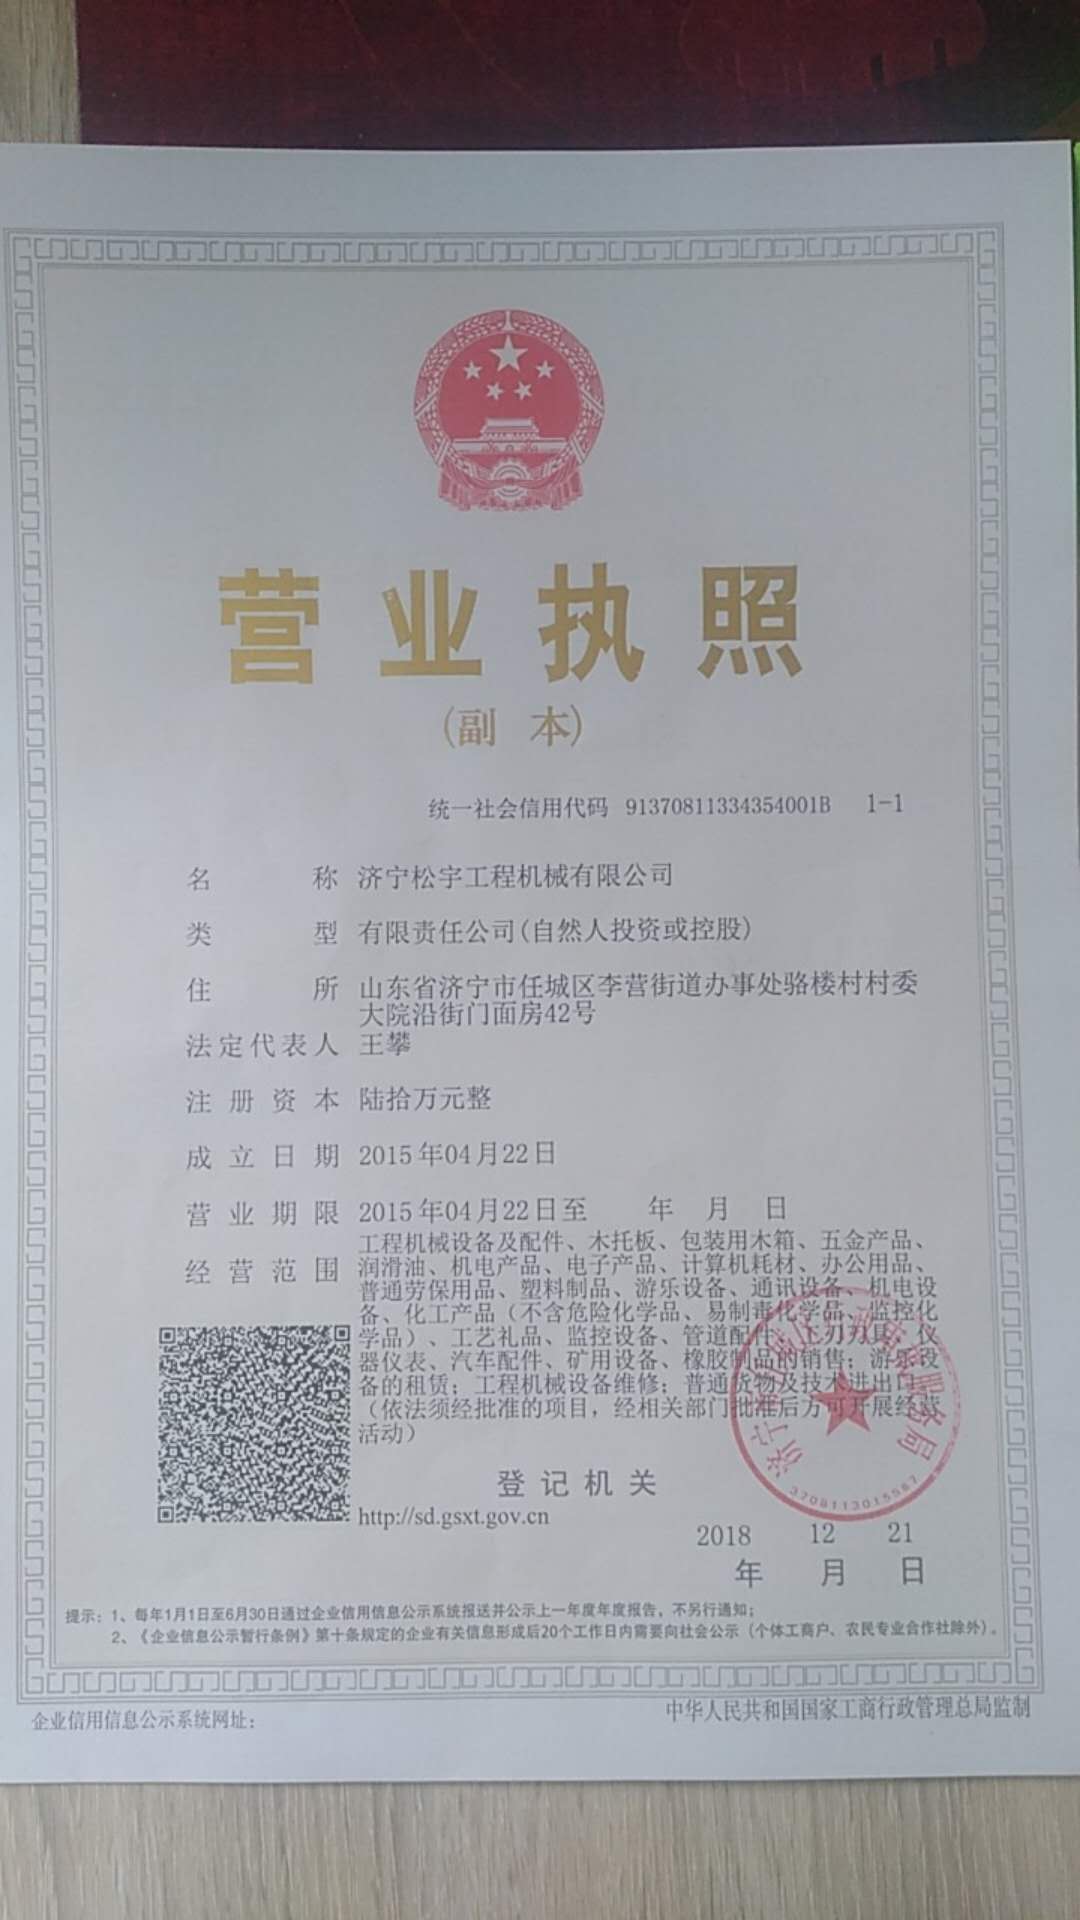 营业执照
(副 本)
统一社会信用代码 91370811334354001B 1-1
名称 济宁松宇工程机械有限公司
类型 有限责任公司(自然人投资或控股)
住所 山东省济宁市任城区李营街道办事处骆楼村村委
大院沿街门面房42号
法定代表人 王攀
注册资本 陆拾万元整
成立日期 2015年04月22日
营业期限 2015年04月22日至 年 月 日
经营范围 工程机械设备及配件、木托板、包装用木箱、五金产品、
润滑油、机电产品、电子产品、计算机耗材、办公用品、
普通劳保用品、塑料制品、游乐设备、通讯设备、机电设
备、化工产品（不含危险化学品、易制毒化学品、监控化
学品）、工艺礼品、监控设备、管道配件、工刃刃具、仪
器仪表、汽车配件、矿用设备、橡胶制品的销售；游乐设
备的租赁；工程机械设备维修；普通货物及技术进出口。
（依法须经批准的项目，经相关部门批准后方可开展经营
活动）
登记机关
http://sd.gsxt.gov.cn
3708113015587
2018 12 21
年 月 日
提示：1、每年1月1日至6月30日通过企业信用信息公示系统报送并公示上一年度年度报告，不另行通知；
2、《企业信息公示暂行条例》第十条规定的企业有关信息形成后20个工作日内需要向社会公示（个体工商户、农民专业合作社除外）。
企业信用信息公示系统网址：
中华人民共和国国家工商行政管理总局监制